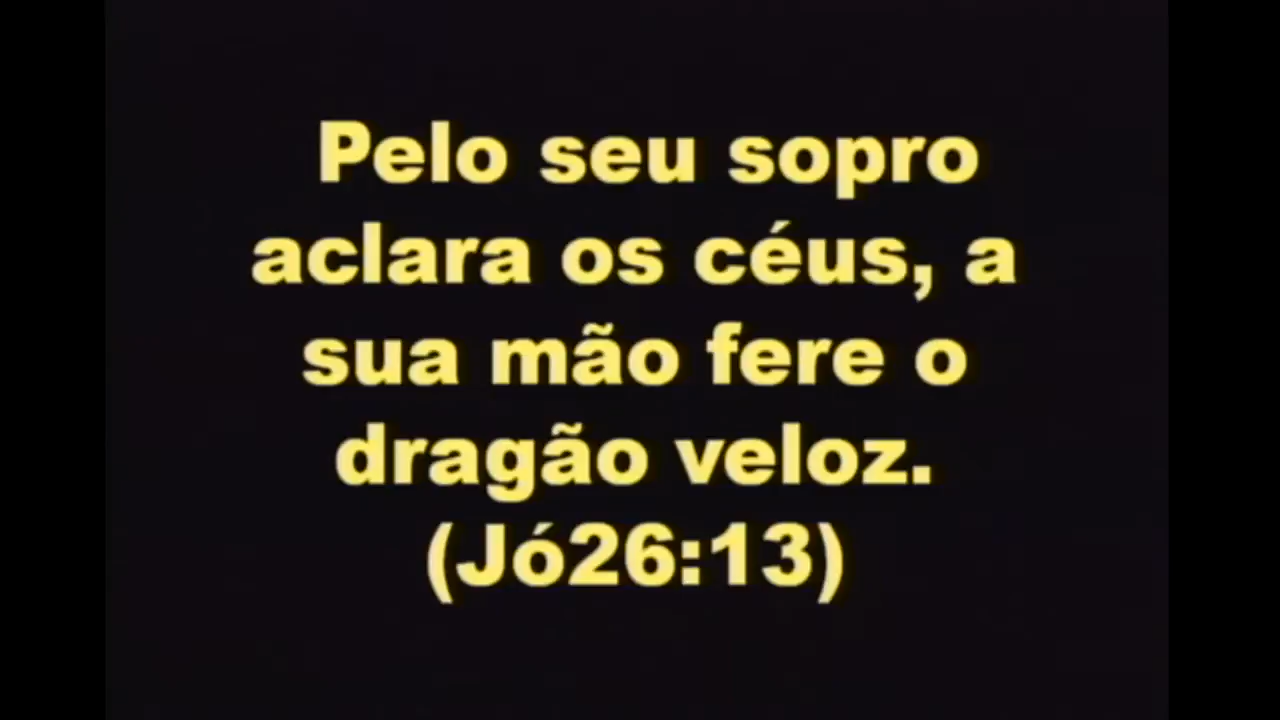 Pelo seu sopro
aclara os céus, a
sua mão fere o
dragão veloz.
(Jó26:13)